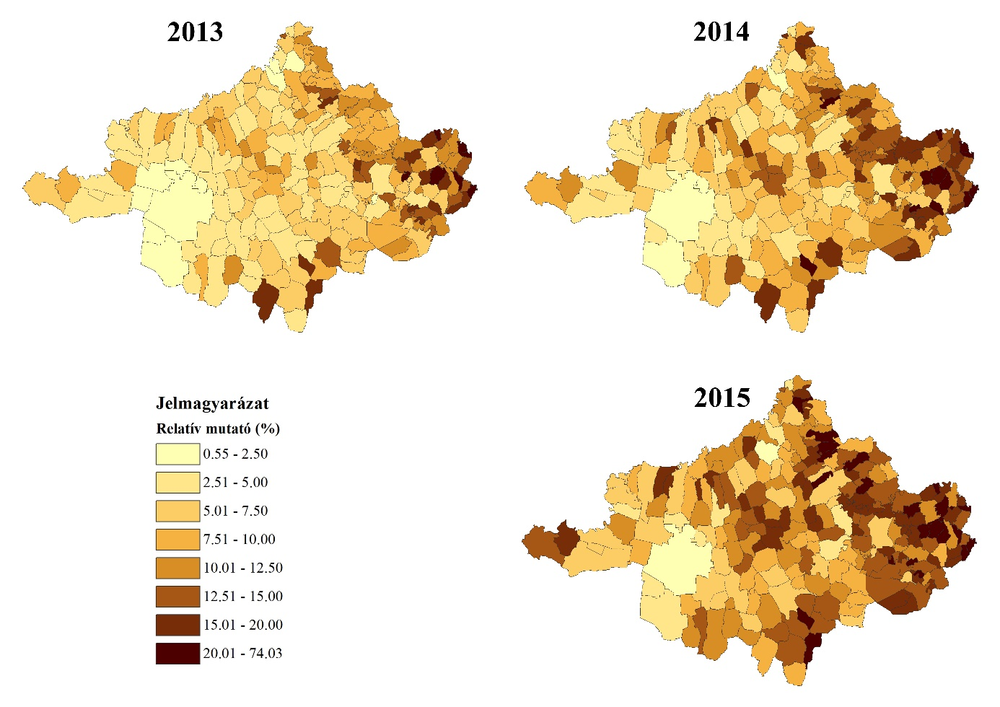 2013
2014
2015
Jelmagyarázat
Relatív mutató (%)
0.55 - 2.50
2.51 - 5.00
5.01 - 7.50
7.51 - 10.00
10.01 - 12.50
12.51 - 15.00
15.01 - 20.00
20.01 - 74.03